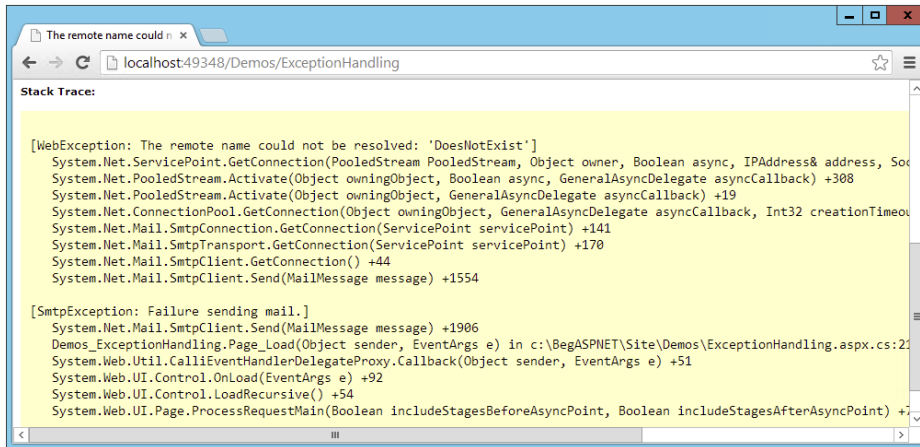 The remote name could n
localhost:49348/Demos/ExceptionHandling
Stack Trace:
[WebException: The remote name could not be resolved: 'DoesNotExist']
System.Net.ServicePoint.GetConnection(PooledStream PooledStream, Object owner, Boolean async, IPAddress& address, Soc
System.Net.PooledStream.Activate(Object owningObject, Boolean async, GeneralAsyncDelegate asyncCallback) +308
System.Net.PooledStream.Activate(Object owningObject, GeneralAsyncDelegate asyncCallback) +19
System.Net.ConnectionPool.GetConnection(Object owningObject, GeneralAsyncDelegate asyncCallback, Int32 creationTimeou
System.Net.Mail.SmtpConnection.GetConnection(ServicePoint servicePoint) +141
System.Net.Mail.SmtpTransport.GetConnection(ServicePoint servicePoint) +170
System.Net.Mail.SmtpClient.GetConnection() +44
System.Net.Mail.SmtpClient.Send(MailMessage message) +1554
[SmtpException: Failure sending mail.]
System.Net.Mail.SmtpClient.Send(MailMessage message) +1906
Demos_ExceptionHandling.Page_Load(Object sender, EventArgs e) in c:\BegASPNET\Site\Demos\ExceptionHandling.aspx.cs:21
System.Web.Util.CalliEventHandlerDelegateProxy.Callback(Object sender, EventArgs e) +51
System.Web.UI.Control.OnLoad(EventArgs e) +92
System.Web.UI.Control.LoadRecursive() +54
System.Web.UI.Page.ProcessRequestMain(Boolean includeStagesBeforeAsyncPoint, Boolean includeStagesAfterAsyncPoint) +7